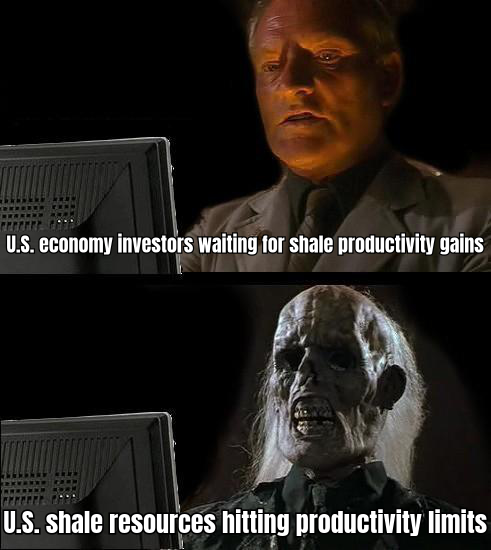 U.S. economy investors waiting for shale productivity gains
U.S. shale resources hitting productivity limits